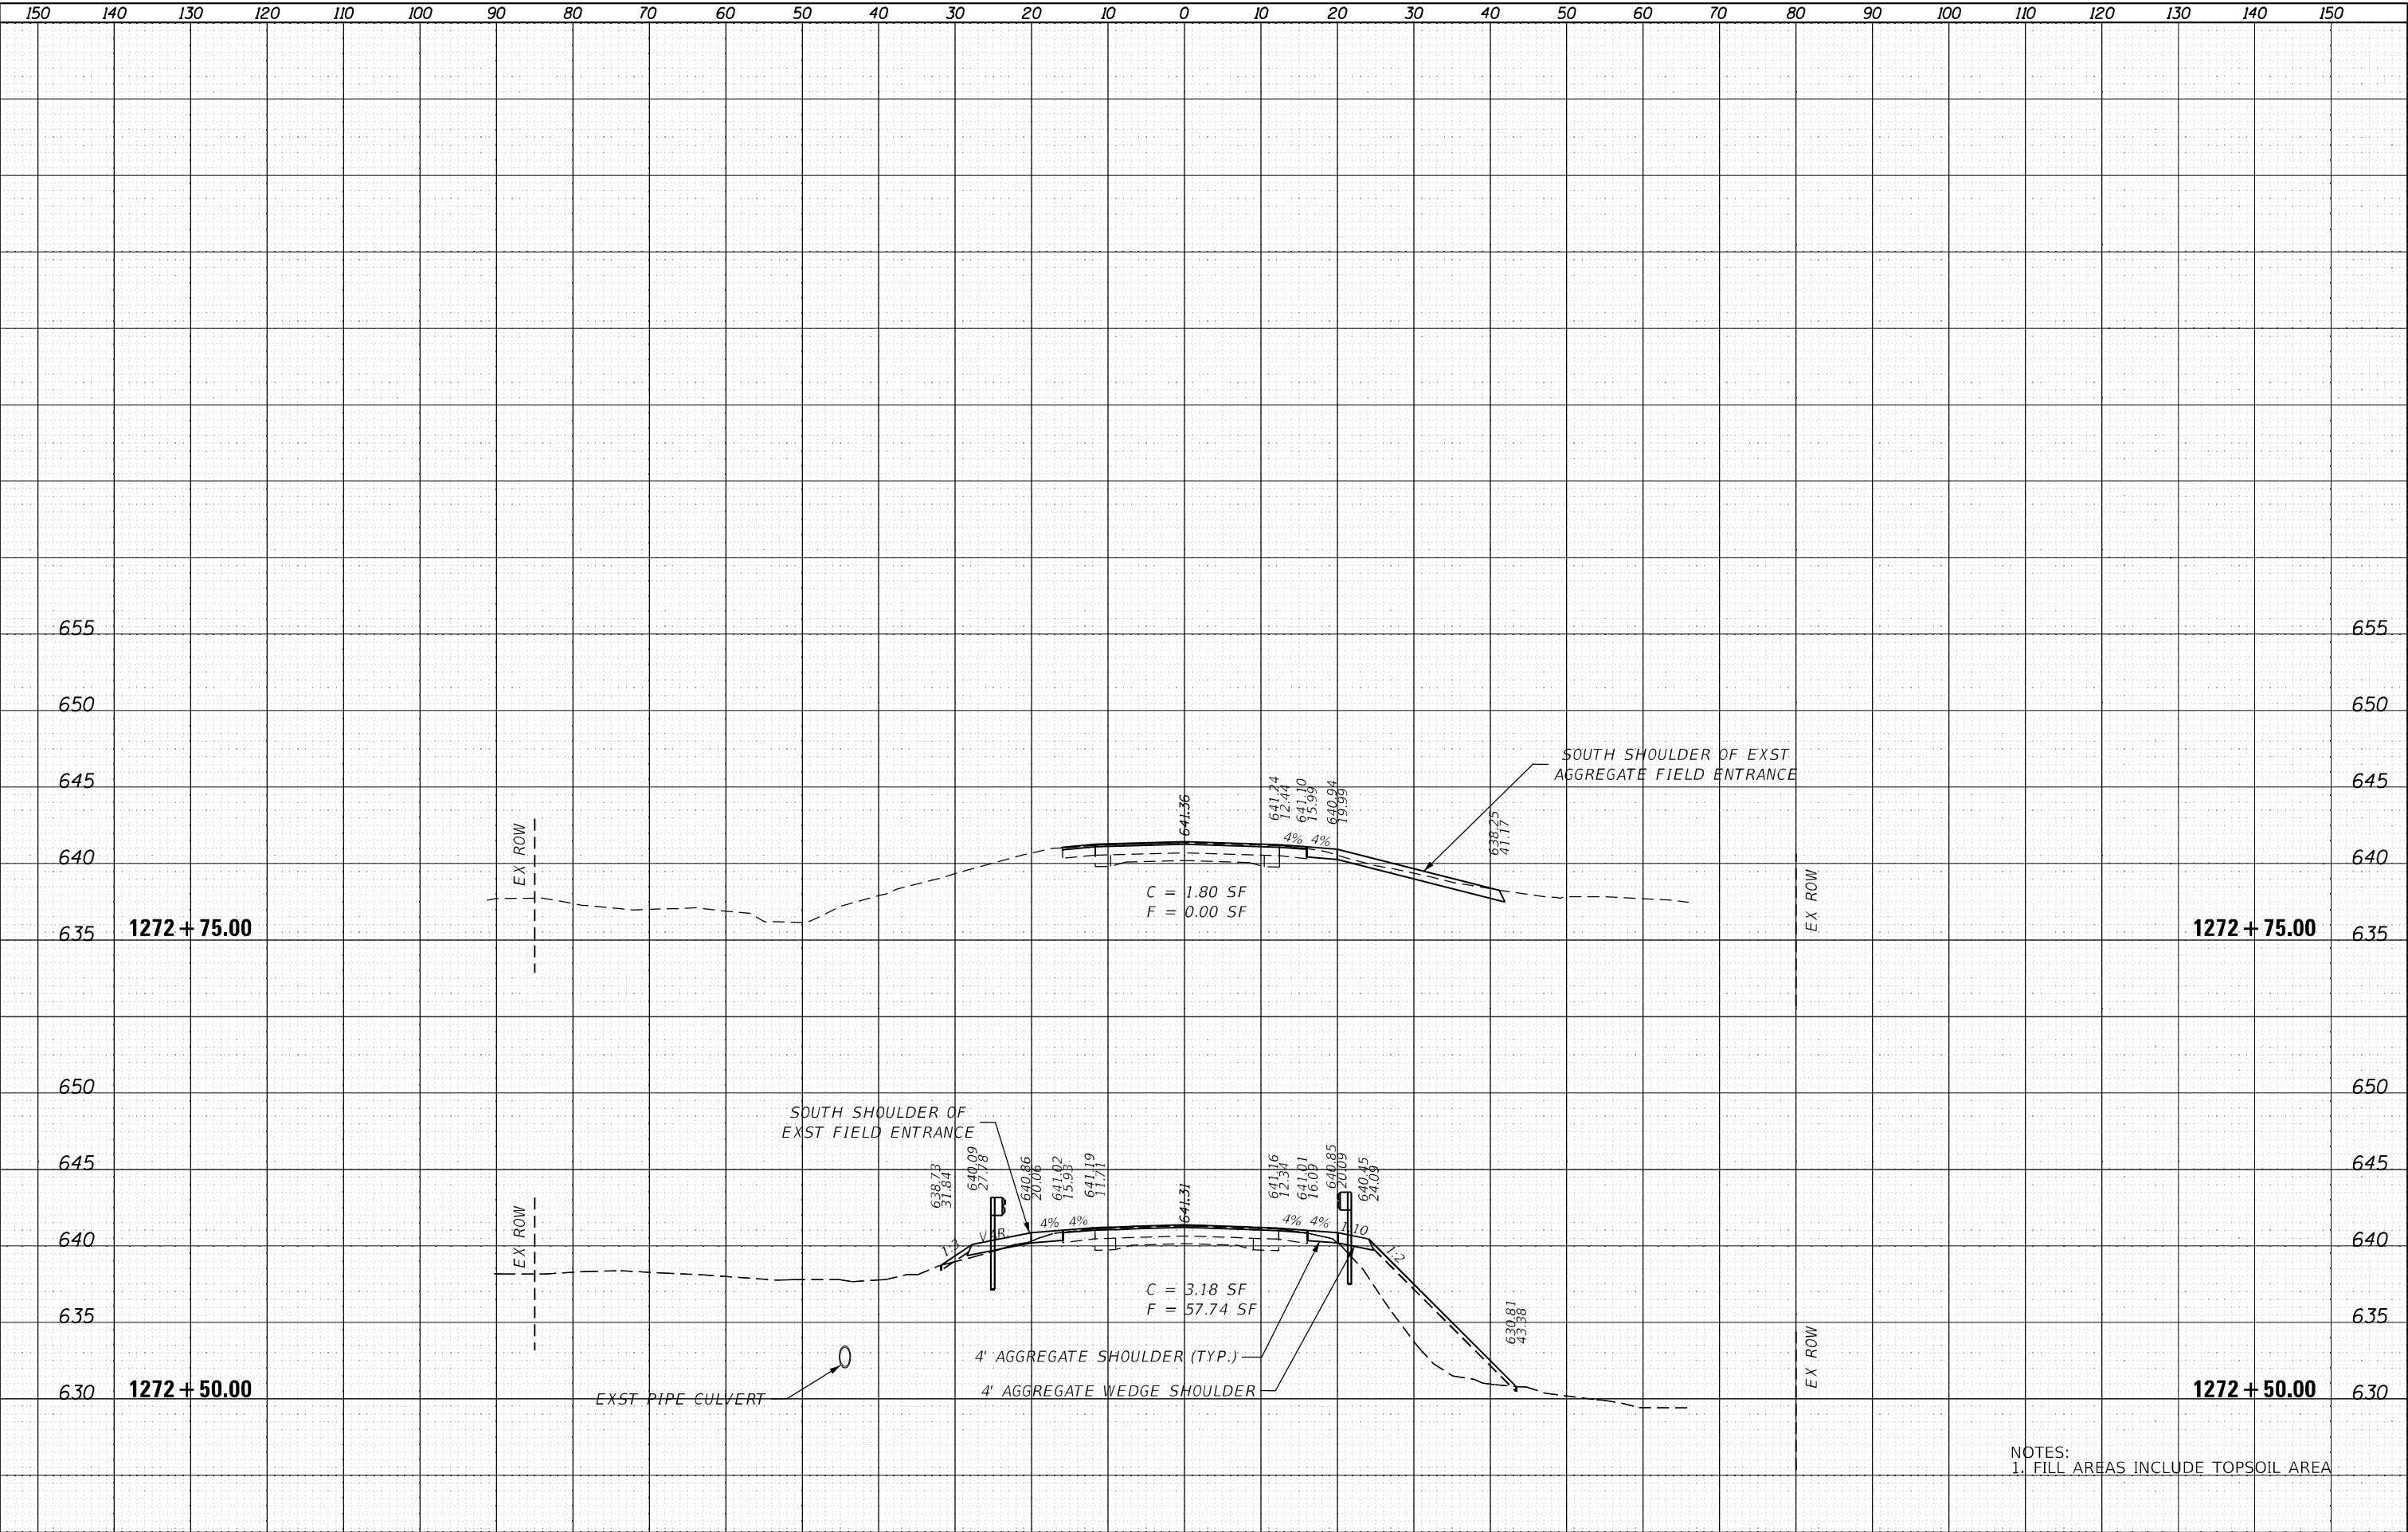 150 140 130 120 110 100 90 80 70 60 50 40 30 20 10 0 10 20 30 40 50 60 70 80 90 100 110 120 130 140 150
655 655
650 650
SOUTH SHOULDER OF EXST
AGGREGATE FIELD ENTRANCE
645 645
641.36
641.24
12.44
641.10
15.99
640.94
19.99
638.25
41.17
4% 4%
EX ROW
640 640
EX ROW
C = 1.80 SF
F = 0.00 SF
635 1272+75.00 1272+75.00 635
650 650
SOUTH SHOULDER OF
EXST FIELD ENTRANCE
645 645
638.73
31.84
640.09
27.78
640.86
20.06
641.02
15.93
641.19
11.71
641.31
641.16
12.34
641.01
16.09
640.85
20.09
640.45
24.09
1:3 VAR. 4% 4% 4% 4% 1:10 1:2
EX ROW
640 640
C = 3.18 SF
F = 57.74 SF
630.81
43.38
635 635
EX ROW
4' AGGREGATE SHOULDER (TYP.)
4' AGGREGATE WEDGE SHOULDER
EXST PIPE CULVERT
630 1272+50.00 1272+50.00 630
NOTES:
1. FILL AREAS INCLUDE TOPSOIL AREA